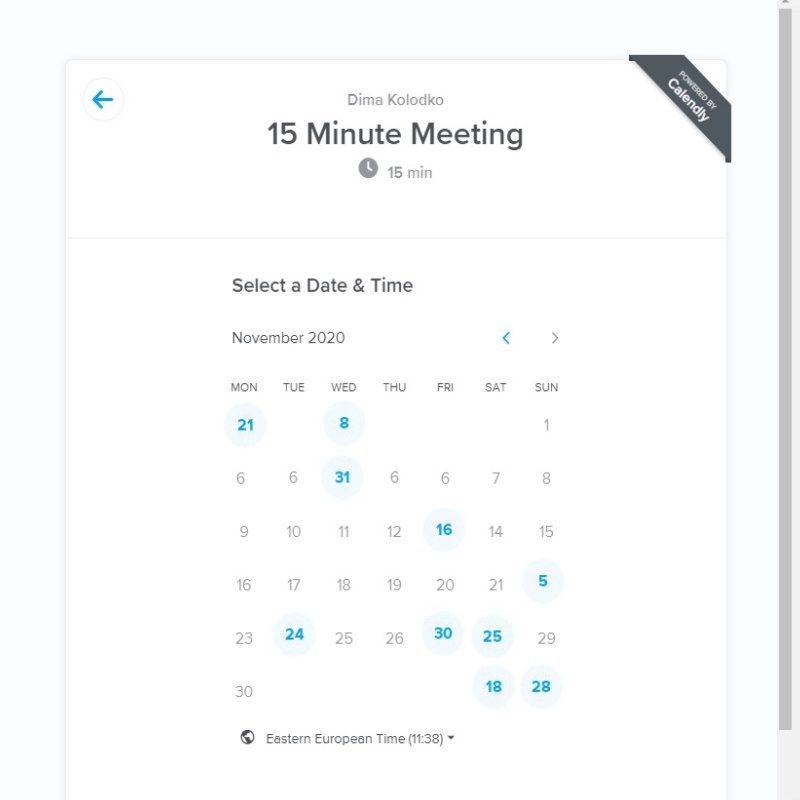 POWERED BY
Calendly
Dima Kolodko
15 Minute Meeting
15 min
Select a Date & Time
November 2020
MON TUE WED THU FRI SAT SUN
21 8 1
6 6 31 6 6 7 8
9 10 11 12 16 14 15
16 17 18 19 20 21 5
23 24 25 26 30 25 29
30 18 28
Eastern European Time (11:38)